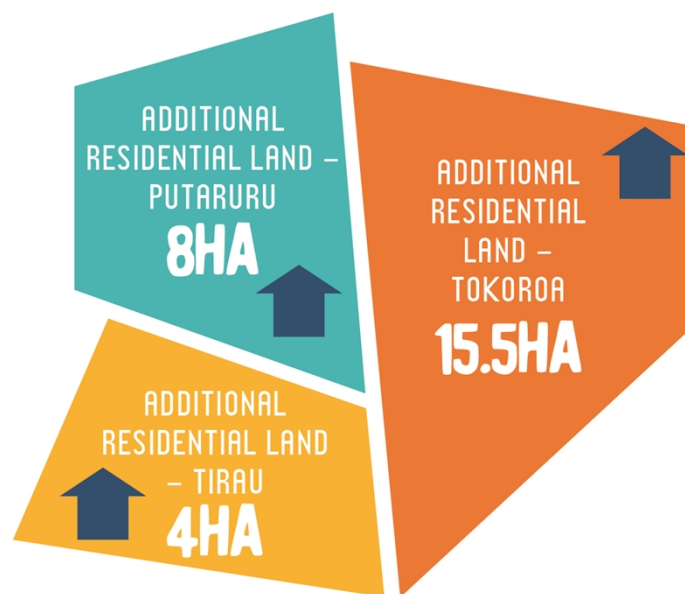 ADDITIONAL
RESIDENTIAL LAND –
PUTARURU
8HA
ADDITIONAL
RESIDENTIAL
LAND –
TOKOROA
15.5HA
ADDITIONAL
RESIDENTIAL LAND
– TIRAU
4HA